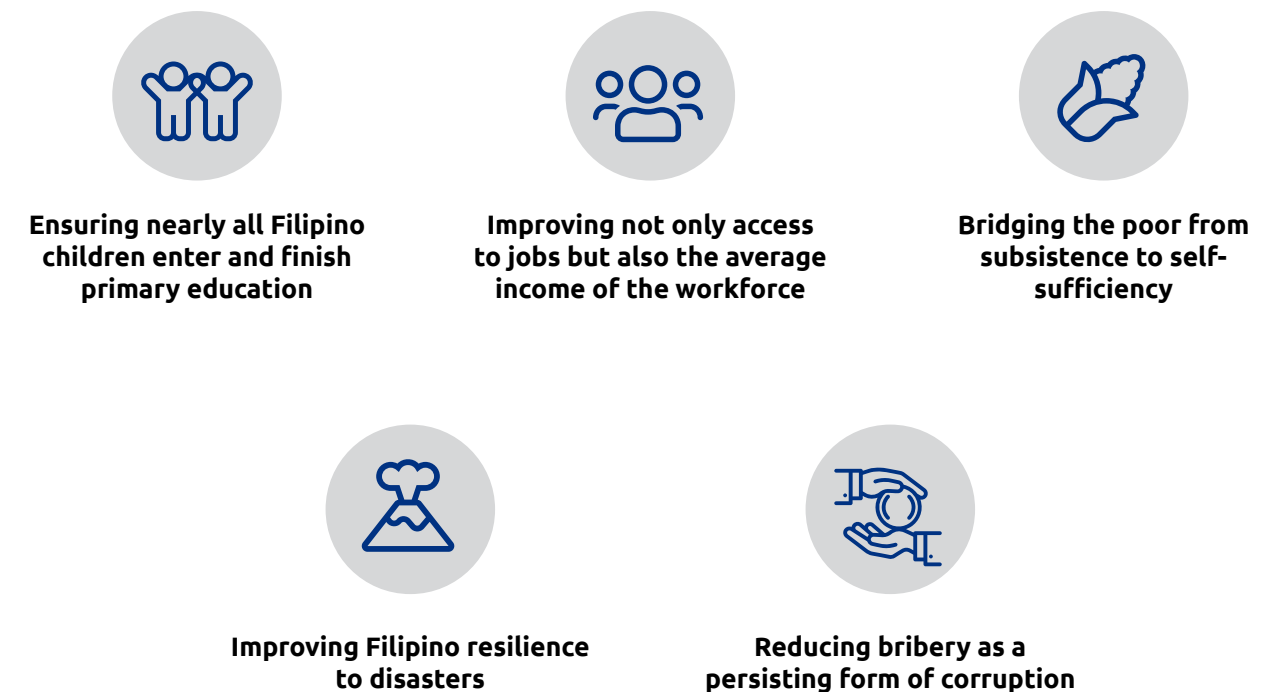 Ensuring nearly all Filipino
children enter and finish
primary education
Improving not only access
to jobs but also the average
income of the workforce
Bridging the poor from
subsistence to self-
sufficiency
Improving Filipino resilience
to disasters
Reducing bribery as a
persisting form of corruption